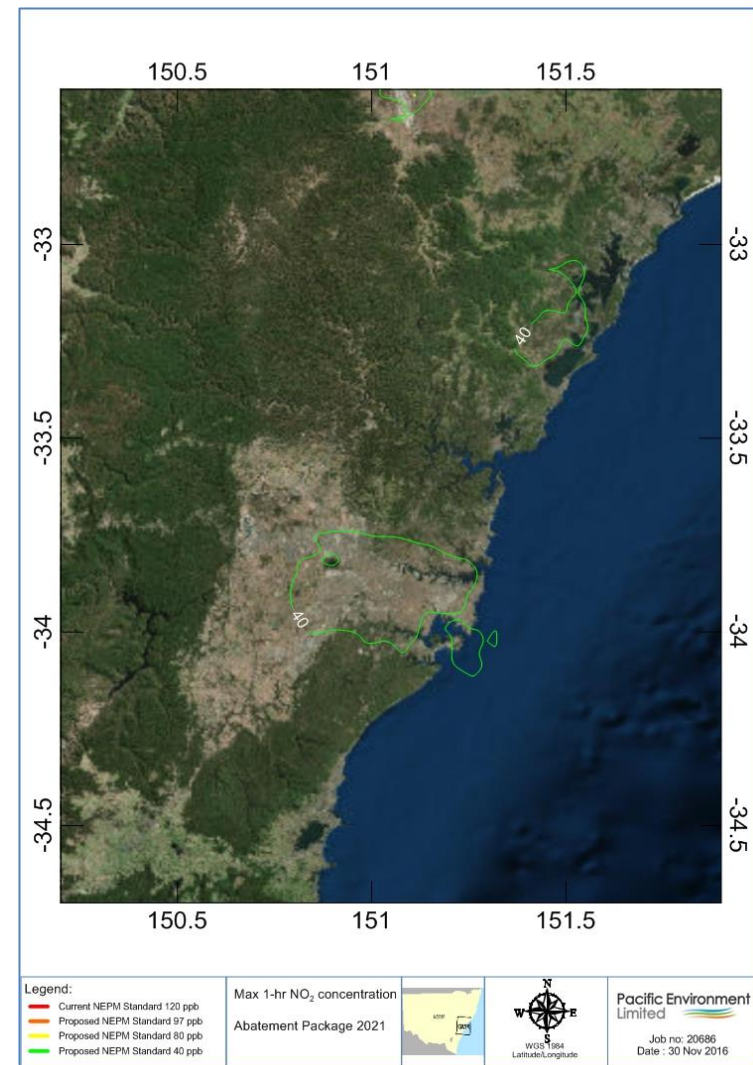 150.5 151 151.5
-33 -33
40
-33.5 -33.5
40
-34 -34
-34.5 -34.5
150.5 151 151.5
Legend:
Current NEPM Standard 120 ppb
Proposed NEPM Standard 97 ppb
Proposed NEPM Standard 80 ppb
Proposed NEPM Standard 40 ppb
Max 1-hr NO₂ concentration
Abatement Package 2021
NSW
GMR
N
W E
S
WGS 1984
Latitude/Longitude
Pacific Environment
Limited
Job no: 20686
Date : 30 Nov 2016